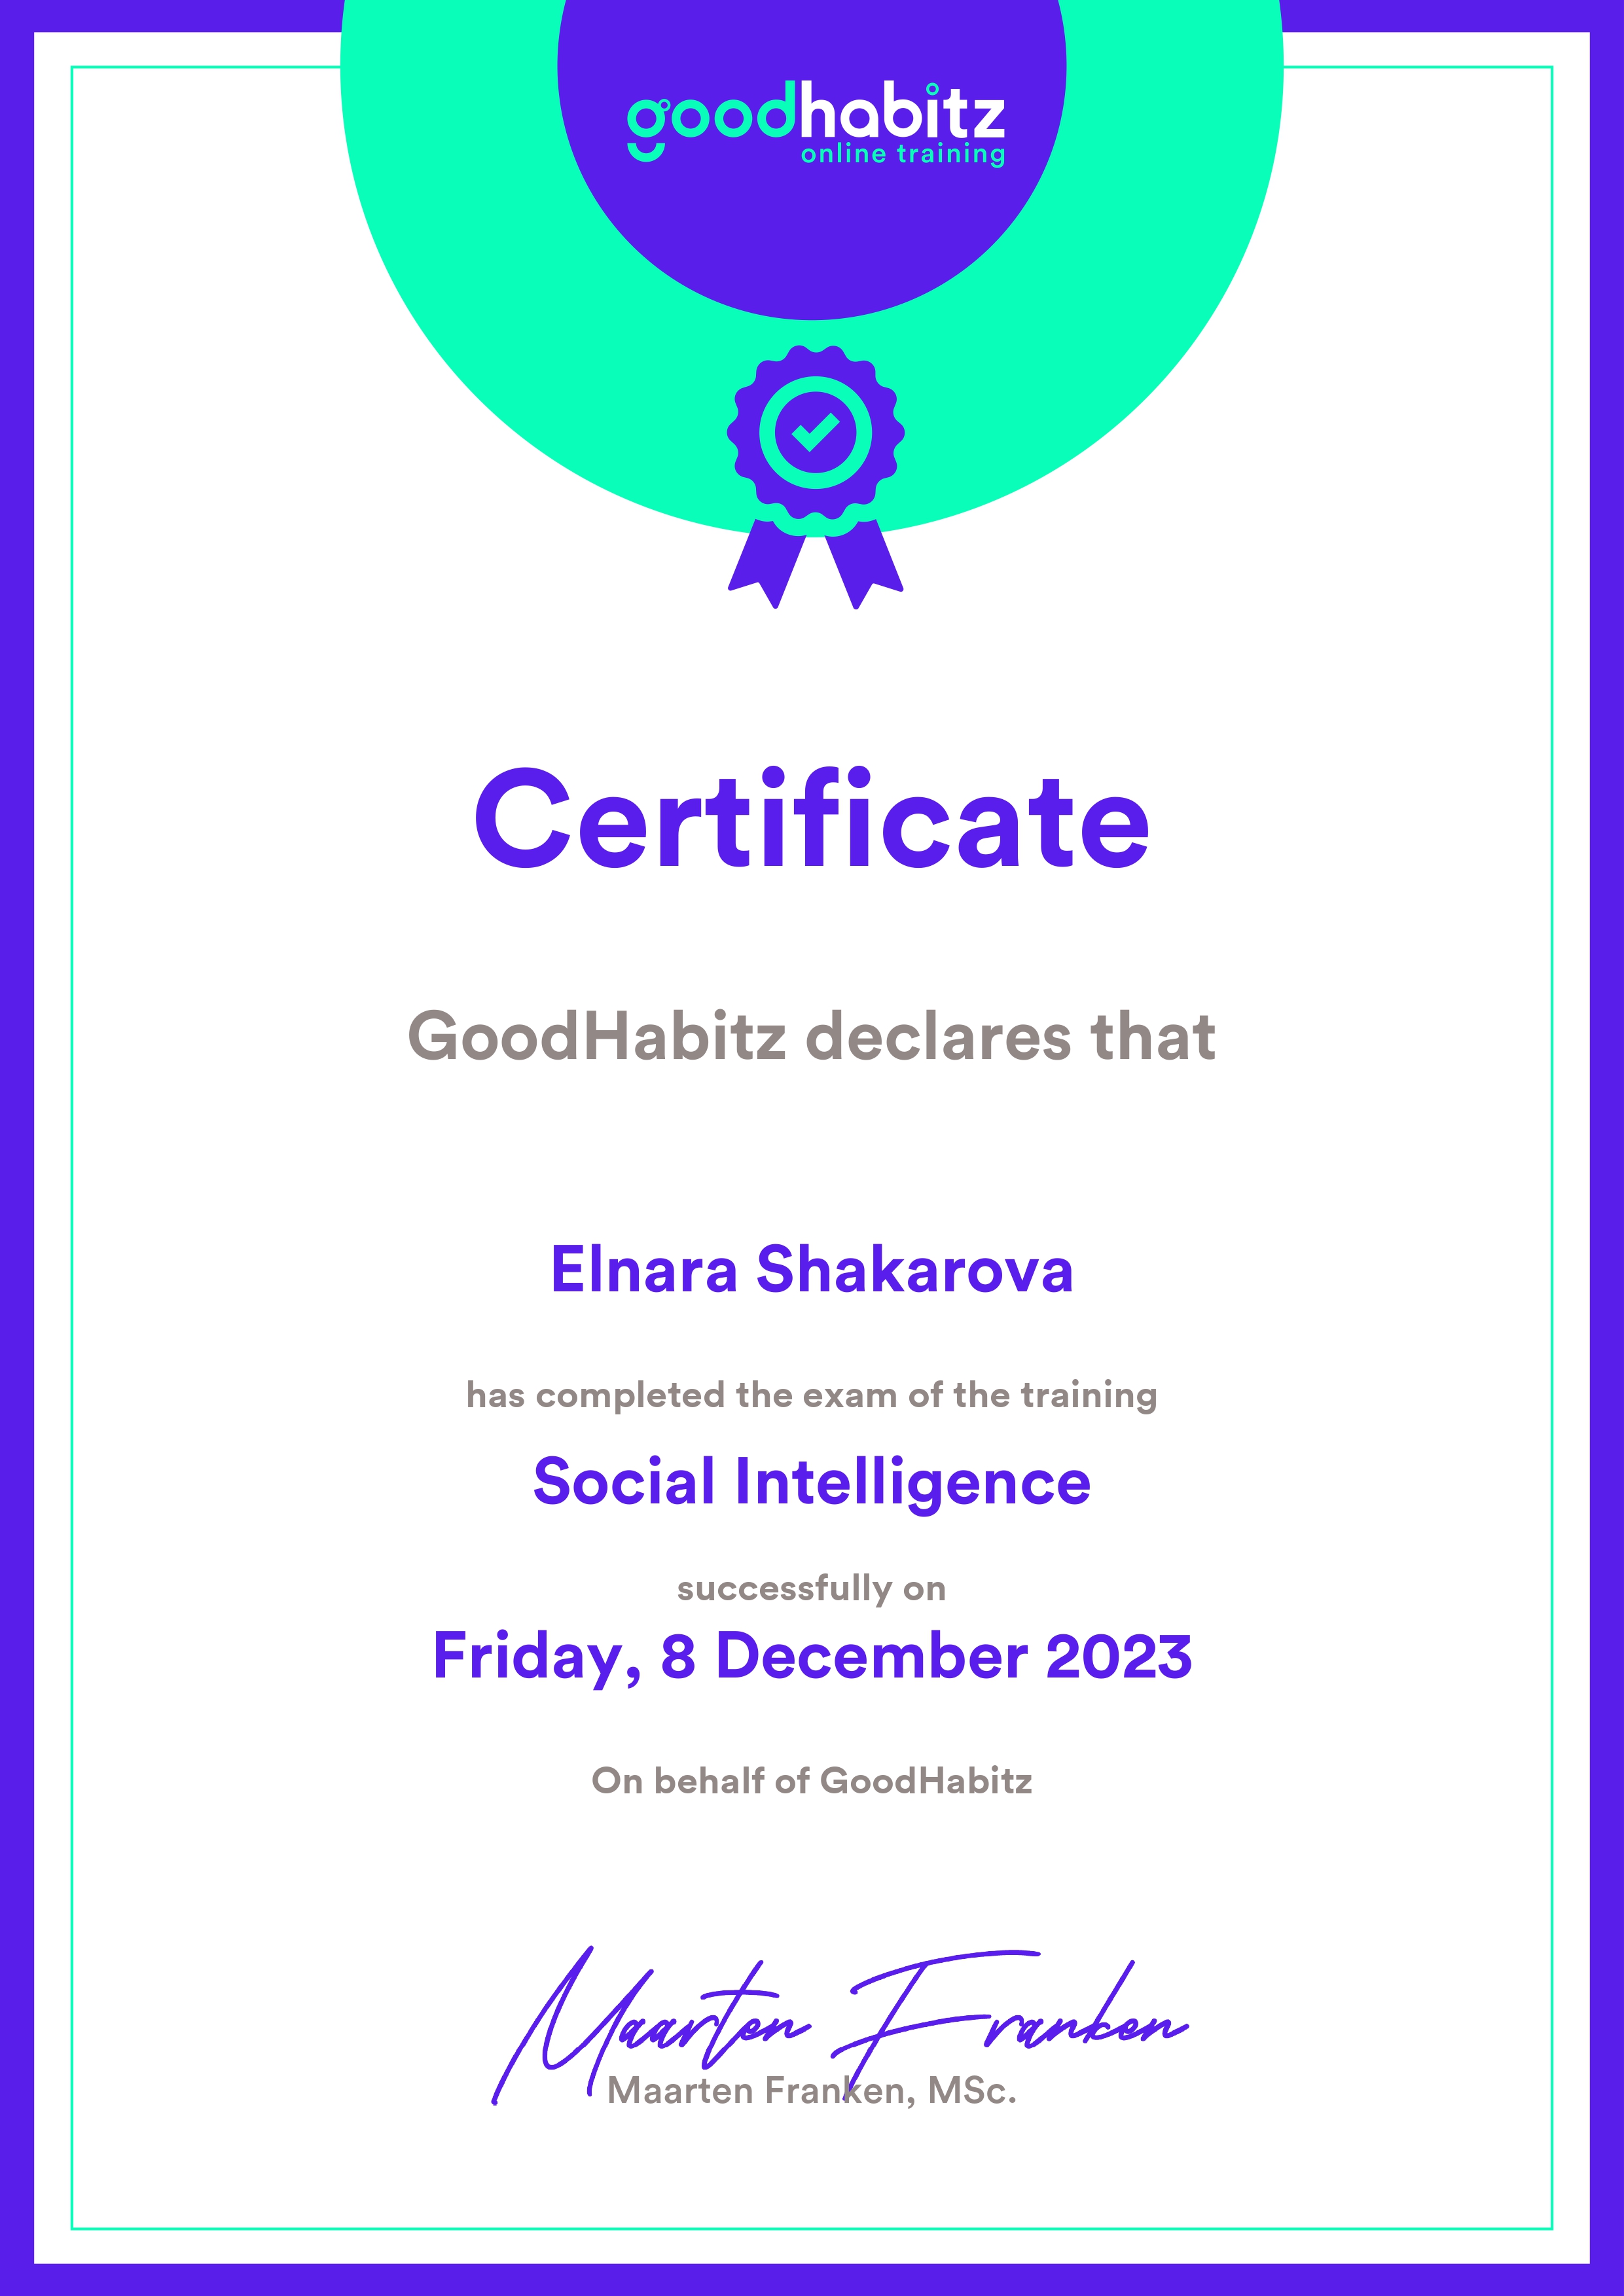 goodhabitz
online training
Certificate
GoodHabitz declares that
Elnara Shakarova
has completed the exam of the training
Social Intelligence
successfully on
Friday, 8 December 2023
On behalf of GoodHabitz
Maarten Franken
Maarten Franken, MSc.